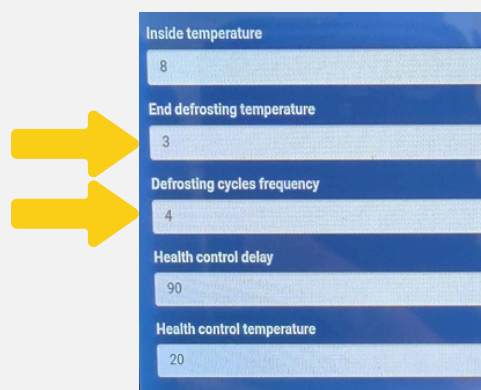 Inside temperature
8
End defrosting temperature
3
Defrosting cycles frequency
4
Health control delay
90
Health control temperature
20